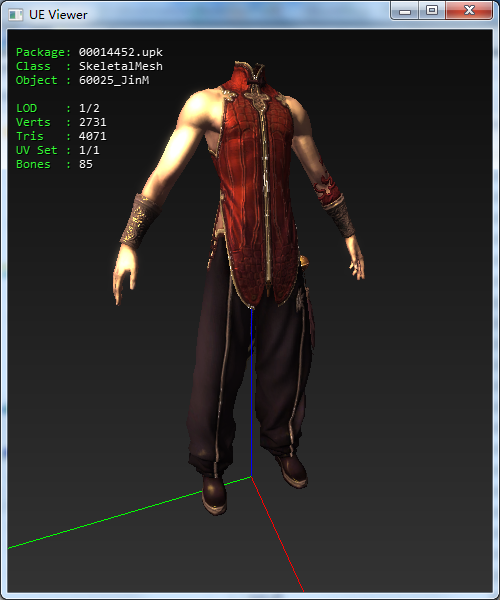 UE Viewer
Package: 00014452.upk
Class : SkeletalMesh
Object : 60025_JinM
LOD : 1/2
Verts : 2731
Tris : 4071
UV Set : 1/1
Bones : 85